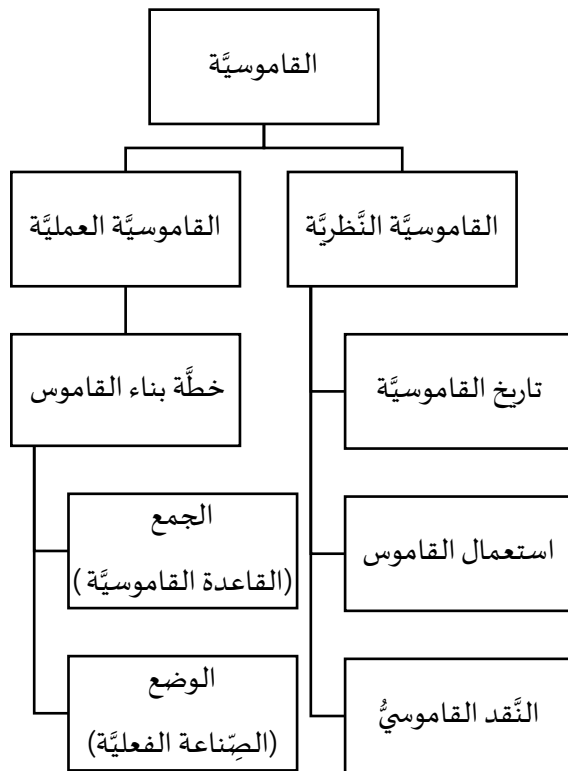 القاموسيَّة
القاموسيَّة النَّظريَّة
القاموسيَّة العمليَّة
تاريخ القاموسيَّة
استعمال القاموس
النَّقد القاموسيُّ
خطَّة بناء القاموس
الجمع
(القاعدة القاموسيَّة)
الوضع
(الصِّناعة الفعليَّة)